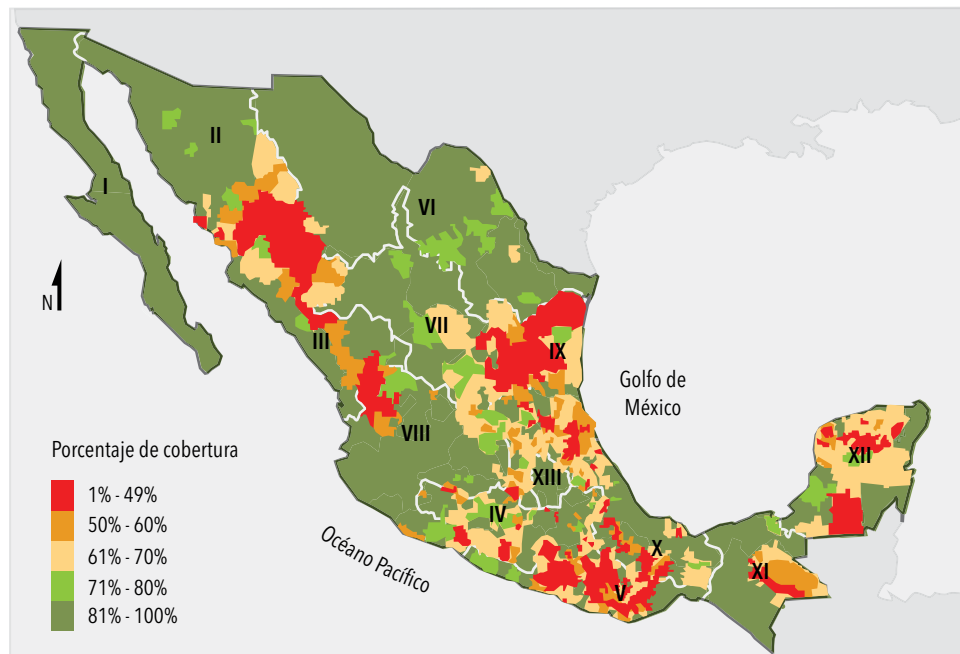 II
I
VI
N
III
VII
IX
Golfo de
México
VIII
Porcentaje de cobertura
1% - 49%
50% - 60%
61% - 70%
71% - 80%
81% - 100%
XII
XIII
IV
Océano Pacífico
X
XI
V